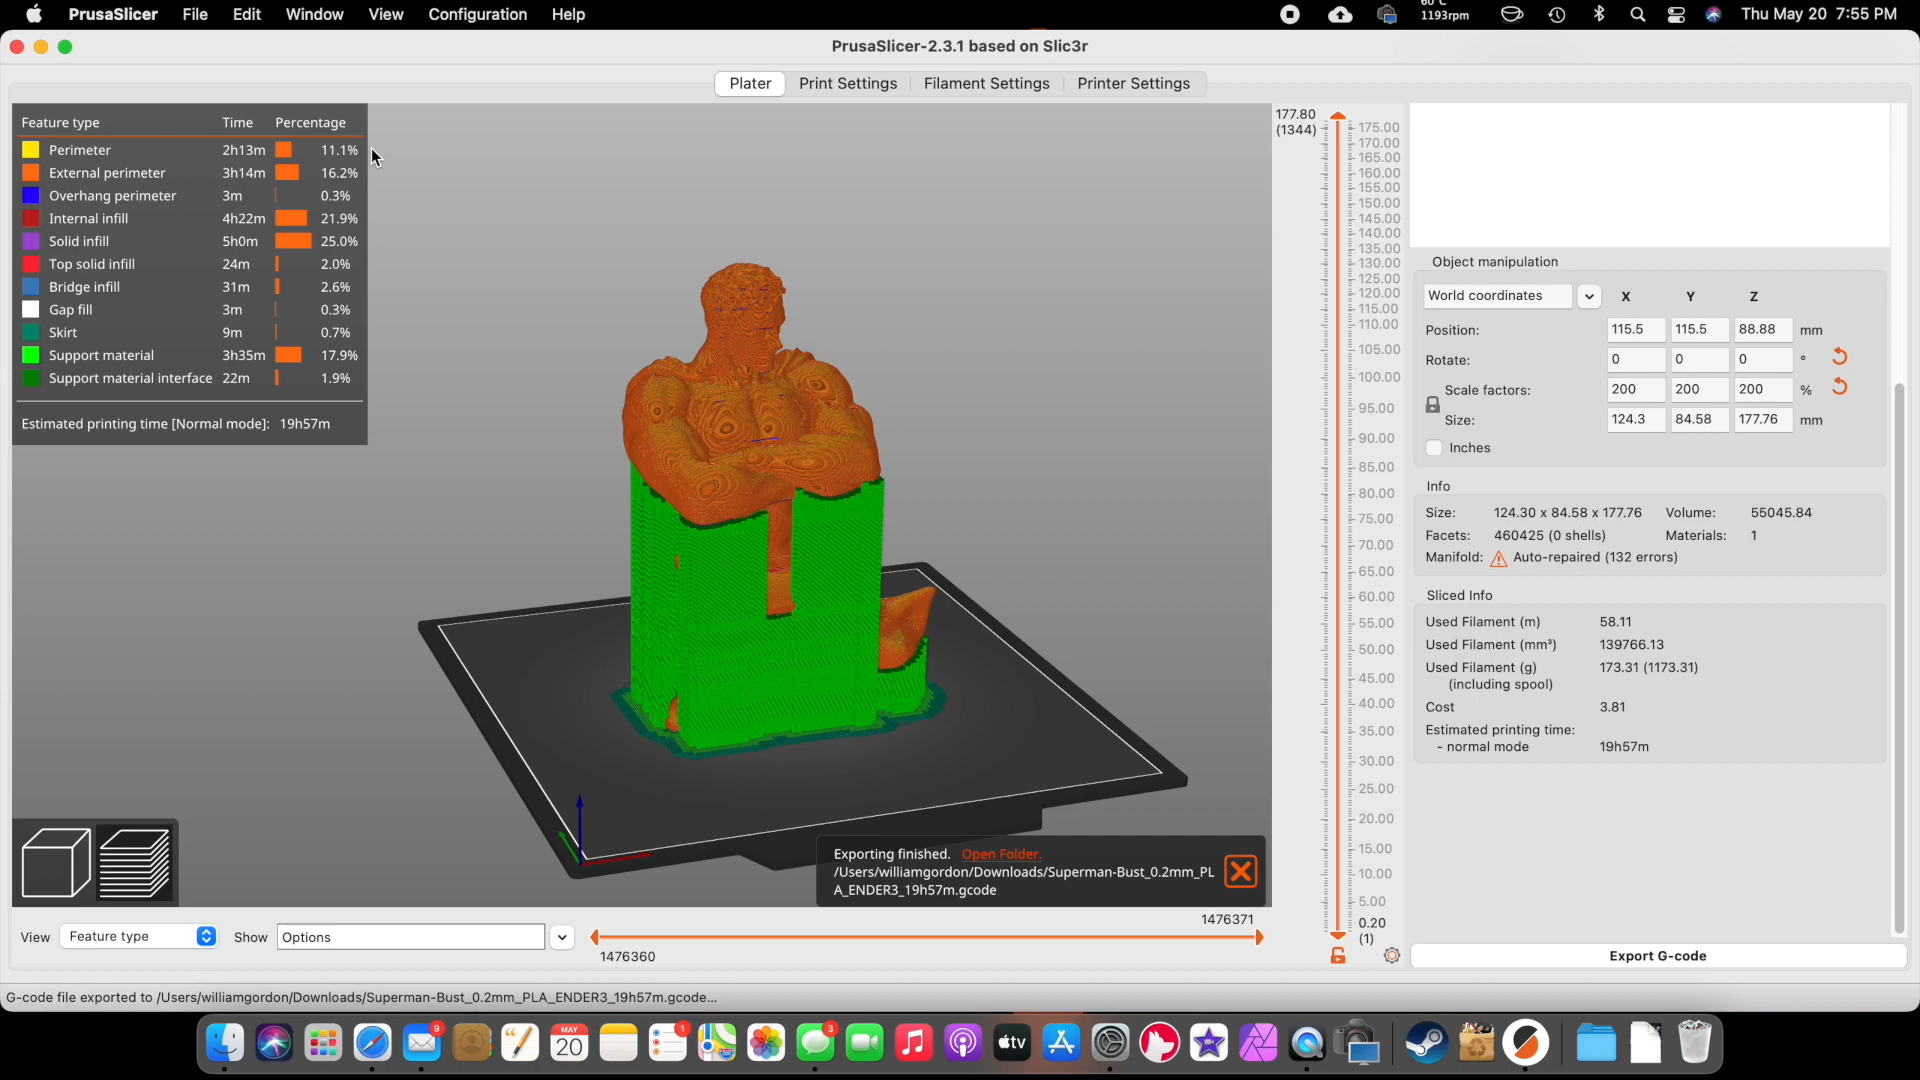 PrusaSlicer File Edit Window View Configuration Help
1193rpm
Thu May 20 7:55 PM
PrusaSlicer-2.3.1 based on Slic3r
Plater Print Settings Filament Settings Printer Settings
Feature type Time Percentage
Perimeter 2h13m 11.1%
External perimeter 3h14m 16.2%
Overhang perimeter 3m 0.3%
Internal infill 4h22m 21.9%
Solid infill 5h0m 25.0%
Top solid infill 24m 2.0%
Bridge infill 31m 2.6%
Gap fill 3m 0.3%
Skirt 9m 0.7%
Support material 3h35m 17.9%
Support material interface 22m 1.9%
Estimated printing time [Normal mode]: 19h57m
177.80
(1344)
175.00
170.00
165.00
160.00
155.00
150.00
145.00
140.00
135.00
130.00
125.00
120.00
115.00
110.00
105.00
100.00
95.00
90.00
85.00
80.00
75.00
70.00
65.00
60.00
55.00
50.00
45.00
40.00
35.00
30.00
25.00
20.00
15.00
10.00
5.00
0.20
(1)
Object manipulation
World coordinates X Y Z
Position: 115.5 115.5 88.88 mm
Rotate: 0 0 0 °
Scale factors: 200 200 200 %
Size: 124.3 84.58 177.76 mm
Inches
Info
Size: 124.30 x 84.58 x 177.76 Volume: 55045.84
Facets: 460425 (0 shells) Materials: 1
Manifold: Auto-repaired (132 errors)
Sliced Info
Used Filament (m) 58.11
Used Filament (mm³) 139766.13
Used Filament (g) 173.31 (1173.31)
(including spool)
Cost 3.81
Estimated printing time:
- normal mode 19h57m
Export G-code
Exporting finished. Open Folder.
/Users/williamgordon/Downloads/Superman-Bust_0.2mm_PL
A_ENDER3_19h57m.gcode
1476371
View Feature type Show Options
1476360
G-code file exported to /Users/williamgordon/Downloads/Superman-Bust_0.2mm_PLA_ENDER3_19h57m.gcode...
9
MAY
20
1
3
tv